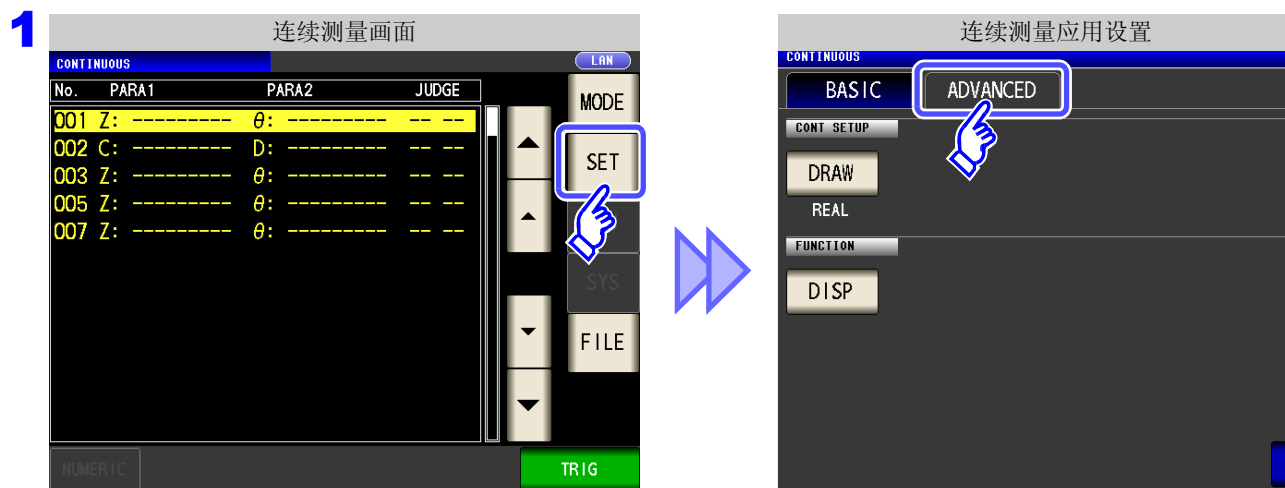 1
连续测量画面
CONTINUOUS LAN
No. PARA1 PARA2 JUDGE
001 Z: --------- θ: --------- -- --
002 C: --------- D: --------- -- --
003 Z: --------- θ: --------- -- --
005 Z: --------- θ: --------- -- --
007 Z: --------- θ: --------- -- --
MODE
SET
SYS
FILE
NUMERIC
TRIG
连续测量应用设置
CONTINUOUS
BASIC ADVANCED
CONT SETUP
DRAW
REAL
FUNCTION
DISP